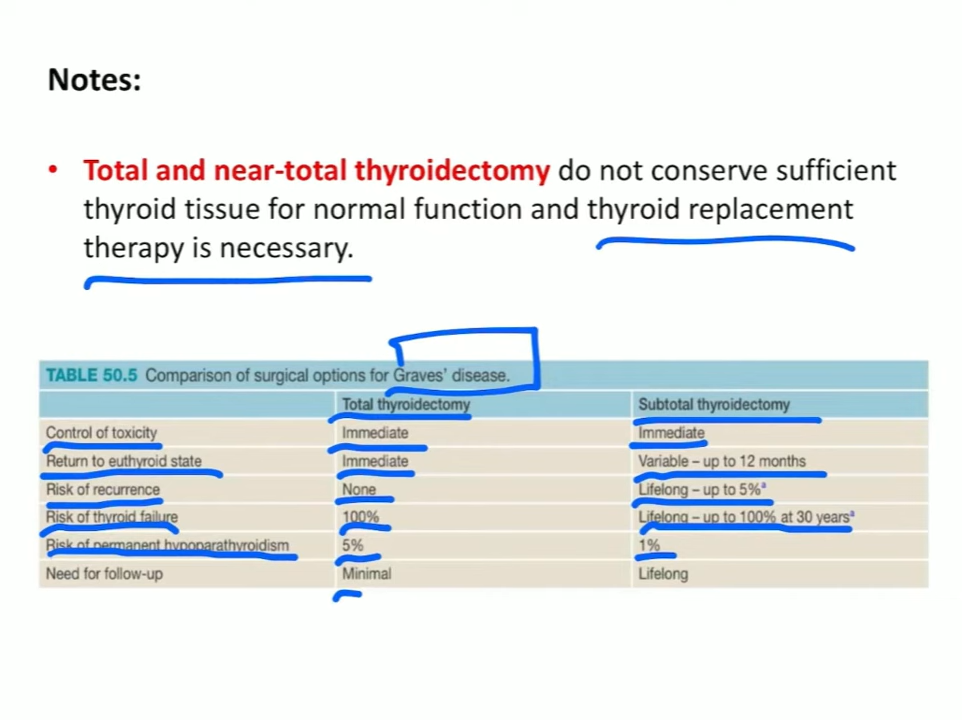 Notes:
• Total and near-total thyroidectomy do not conserve sufficient
thyroid tissue for normal function and thyroid replacement
therapy is necessary.
TABLE 50.5 Comparison of surgical options for Graves' disease.
Total thyroidectomy Subtotal thyroidectomy
Control of toxicity Immediate Immediate
Return to euthyroid state Immediate Variable – up to 12 months
Risk of recurrence None Lifelong – up to 5%ᵃ
Risk of thyroid failure 100% Lifelong – up to 100% at 30 yearsᵃ
Risk of permanent hypoparathyroidism 5% 1%
Need for follow-up Minimal Lifelong